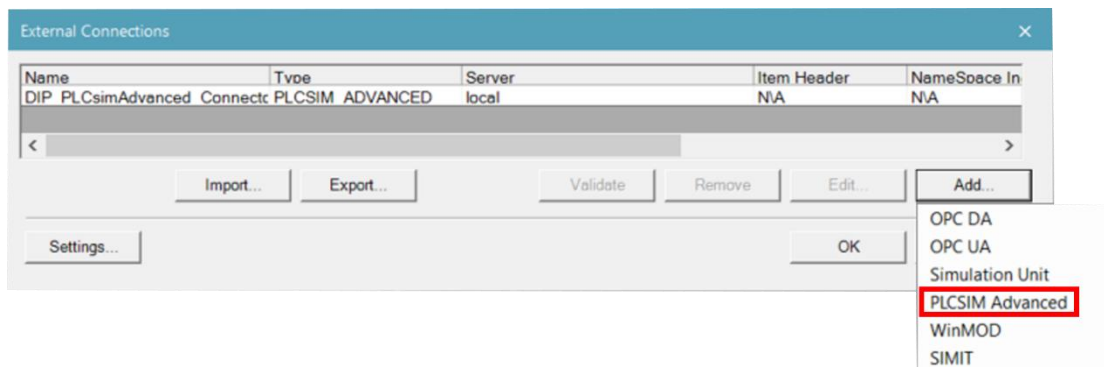 External Connections
Name Type Server Item Header NameSpace In
DIP_PLCsimAdvanced_Connectc PLCSIM_ADVANCED local N\A N\A
Import... Export... Validate Remove Edit... Add...
Settings... OK
OPC DA
OPC UA
Simulation Unit
PLCSIM Advanced
WinMOD
SIMIT